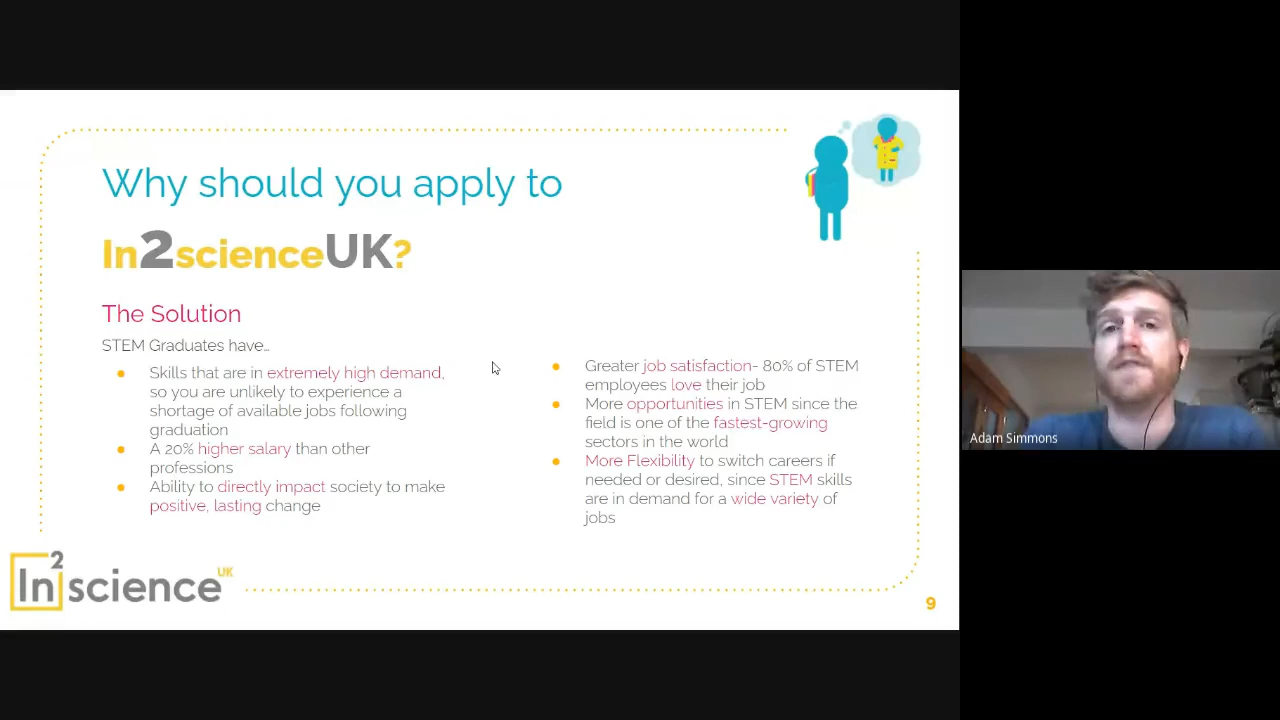 Why should you apply to
In2scienceUK?
The Solution
STEM Graduates have...
Skills that are in extremely high demand,
so you are unlikely to experience a
shortage of available jobs following
graduation
A 20% higher salary than other
professions
Ability to directly impact society to make
positive, lasting change
Greater job satisfaction- 80% of STEM
employees love their job
More opportunities in STEM since the
field is one of the fastest-growing
sectors in the world
More Flexibility to switch careers if
needed or desired, since STEM skills
are in demand for a wide variety of
jobs
In2science UK
9
Adam Simmons